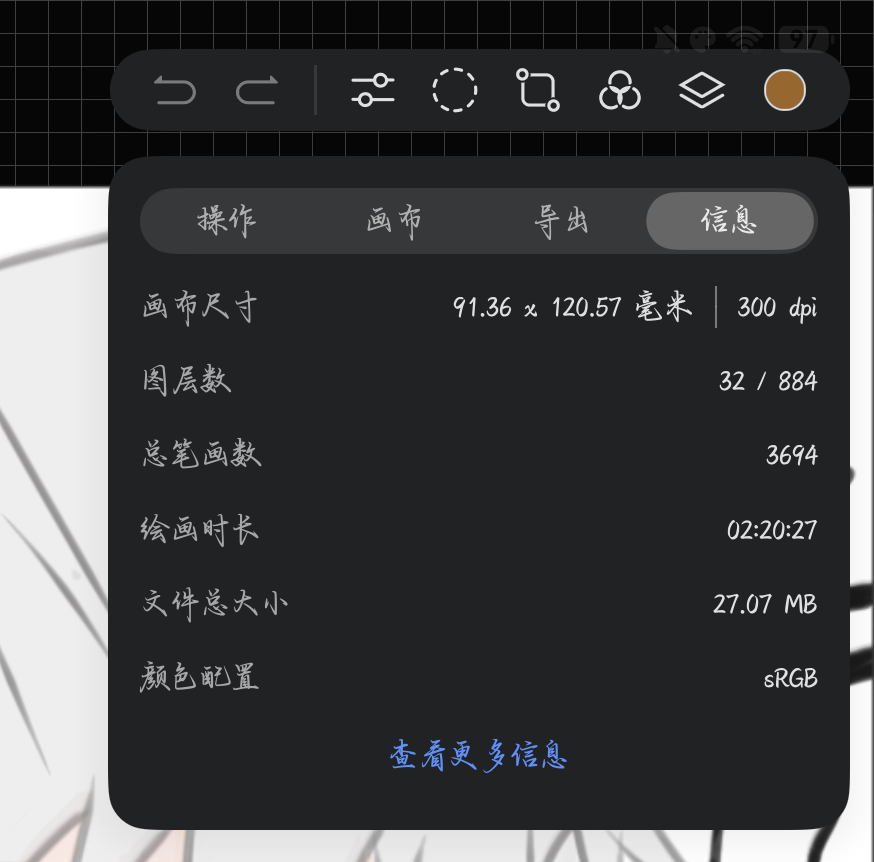 97
操作 画布 导出 信息
画布尺寸 91.36 x 120.57 毫米 300 dpi
图层数 32 / 884
总笔画数 3694
绘画时长 02:20:27
文件总大小 27.07 MB
颜色配置 sRGB
查看更多信息